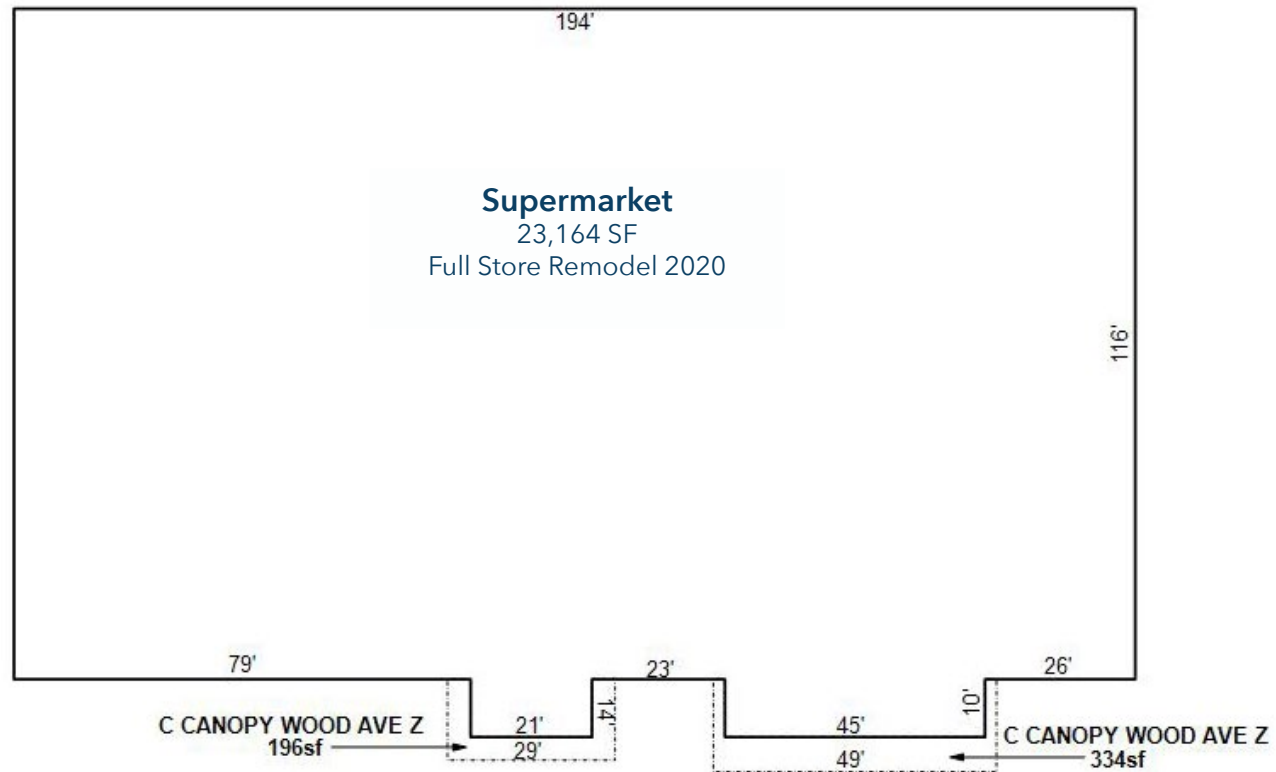 194'
Supermarket
23,164 SF
Full Store Remodel 2020
116'
79'
23'
26'
14'
10'
21'
45'
29'
49'
C CANOPY WOOD AVE Z
196sf
C CANOPY WOOD AVE Z
334sf